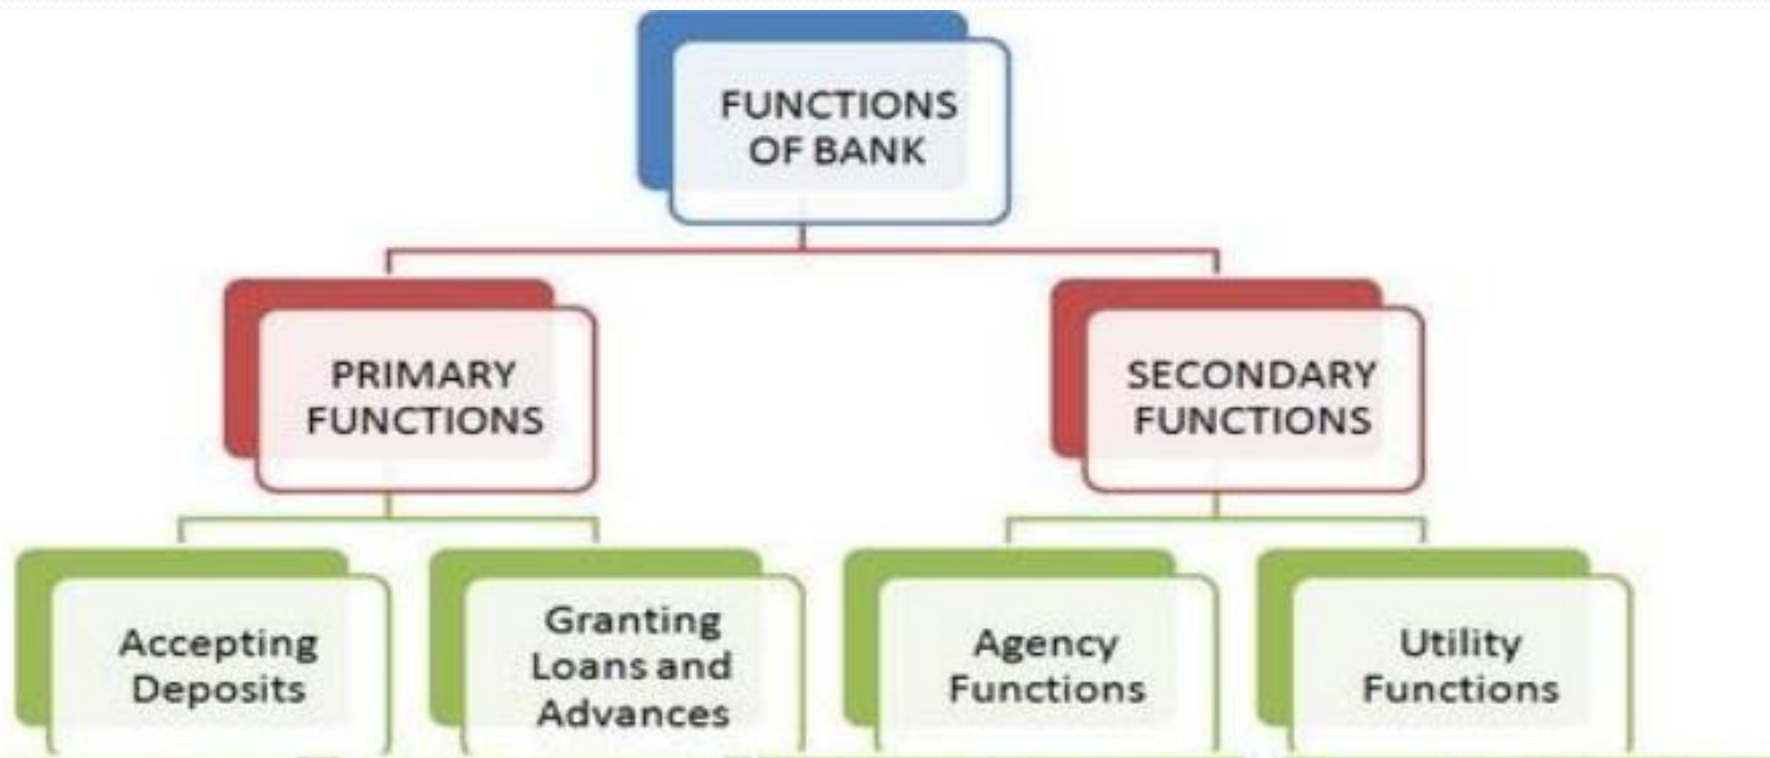 FUNCTIONS
OF BANK
PRIMARY
FUNCTIONS
SECONDARY
FUNCTIONS
Accepting
Deposits
Granting
Loans and
Advances
Agency
Functions
Utility
Functions